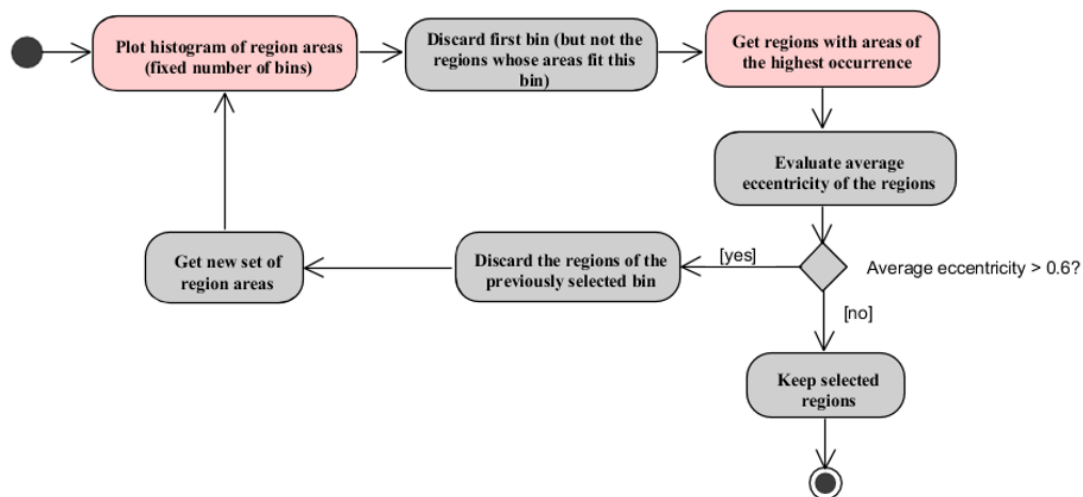 Plot histogram of region areas
(fixed number of bins)
Discard first bin (but not the
regions whose areas fit this
bin)
Get regions with areas of
the highest occurrence
Evaluate average
eccentricity of the regions
Get new set of
region areas
Discard the regions of the
previously selected bin
[yes]
Average eccentricity > 0.6?
[no]
Keep selected
regions